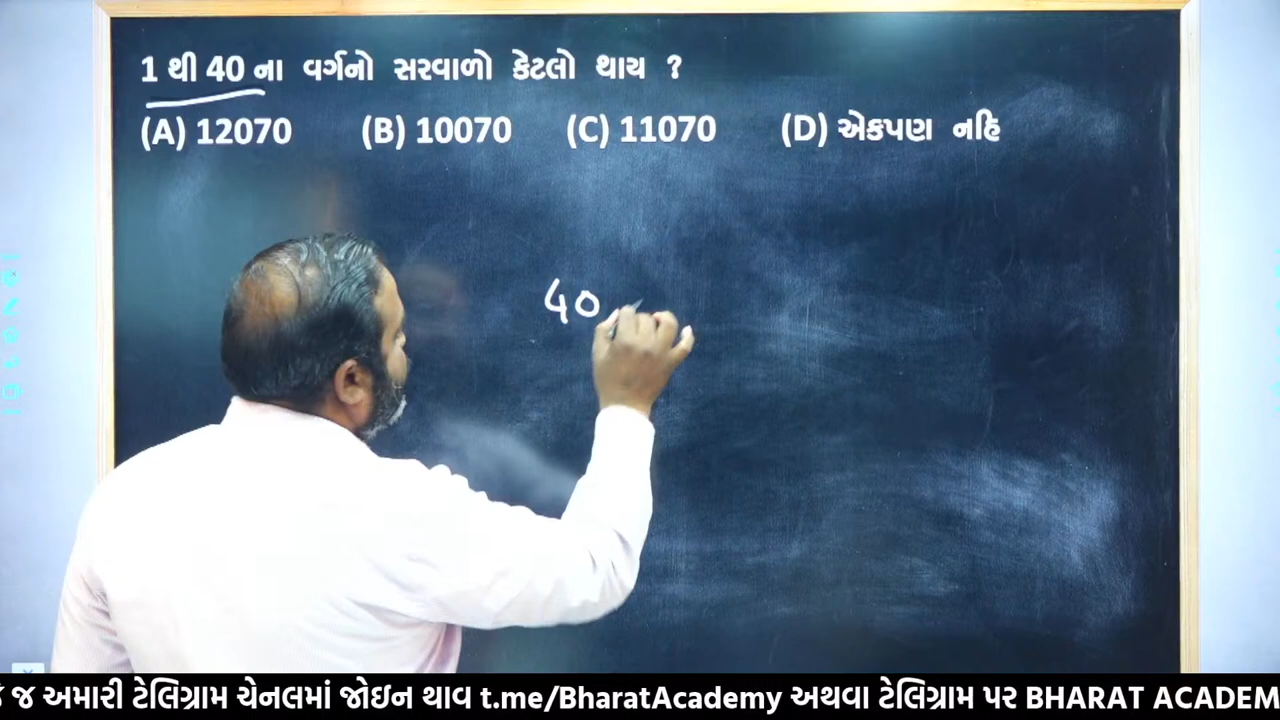 1 થી 40 ના વર્ગનો સરવાળો કેટલો થાય ?
(A) 12070 (B) 10070 (C) 11070 (D) એકપણ નહિ
40
જ અમારી ટેલિગ્રામ ચેનલમાં જોઇન થાવ t.me/BharatAcademy અથવા ટેલિગ્રામ પર BHARAT ACADEM